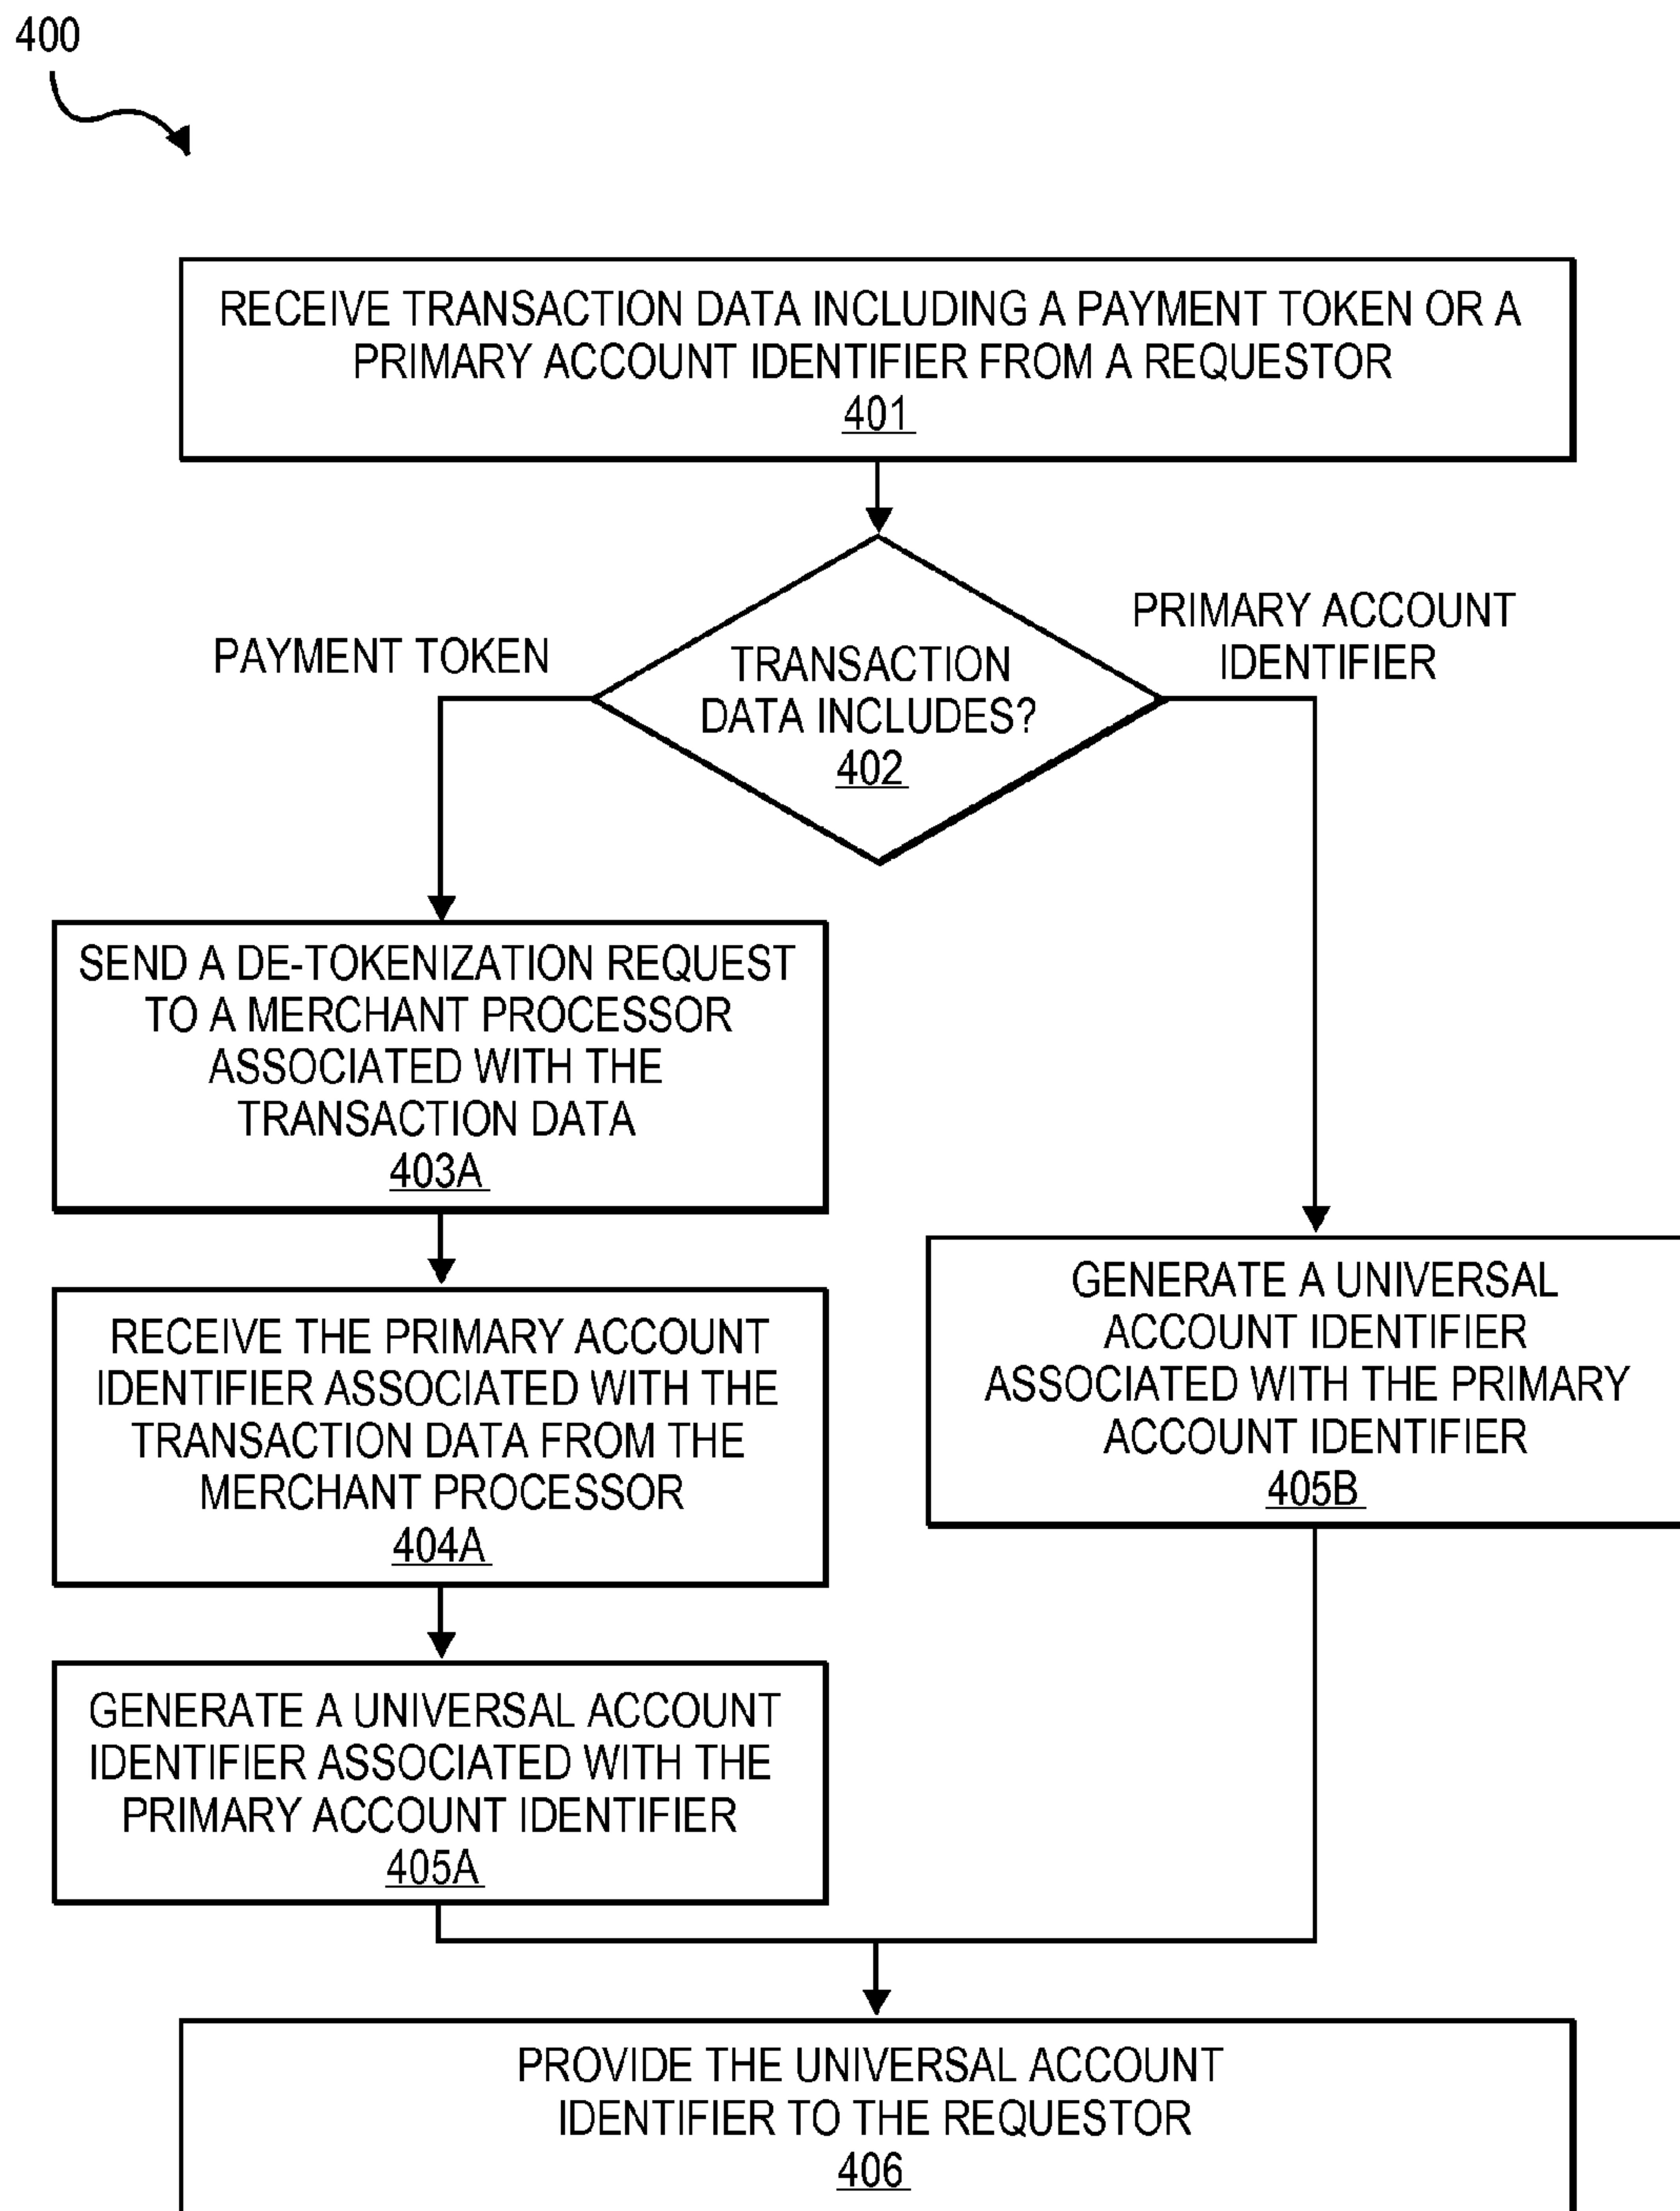 400
RECEIVE TRANSACTION DATA INCLUDING A PAYMENT TOKEN OR A
PRIMARY ACCOUNT IDENTIFIER FROM A REQUESTOR
401
PAYMENT TOKEN
TRANSACTION
DATA INCLUDES?
402
PRIMARY ACCOUNT
IDENTIFIER
SEND A DE-TOKENIZATION REQUEST
TO A MERCHANT PROCESSOR
ASSOCIATED WITH THE
TRANSACTION DATA
403A
RECEIVE THE PRIMARY ACCOUNT
IDENTIFIER ASSOCIATED WITH THE
TRANSACTION DATA FROM THE
MERCHANT PROCESSOR
404A
GENERATE A UNIVERSAL ACCOUNT
IDENTIFIER ASSOCIATED WITH THE
PRIMARY ACCOUNT IDENTIFIER
405A
GENERATE A UNIVERSAL
ACCOUNT IDENTIFIER
ASSOCIATED WITH THE PRIMARY
ACCOUNT IDENTIFIER
405B
PROVIDE THE UNIVERSAL ACCOUNT
IDENTIFIER TO THE REQUESTOR
406